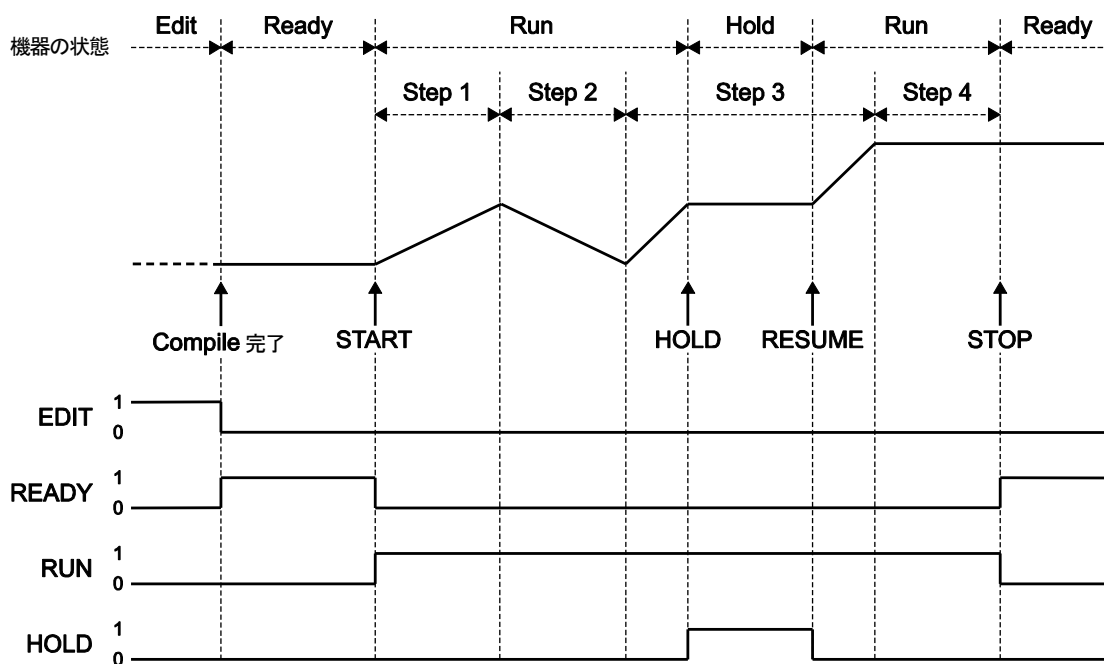 Edit Ready Run Hold Run Ready
機器の状態
Step 1 Step 2 Step 3 Step 4
Compile 完了 START HOLD RESUME STOP
EDIT 1
0
READY 1
0
RUN 1
0
HOLD 1
0